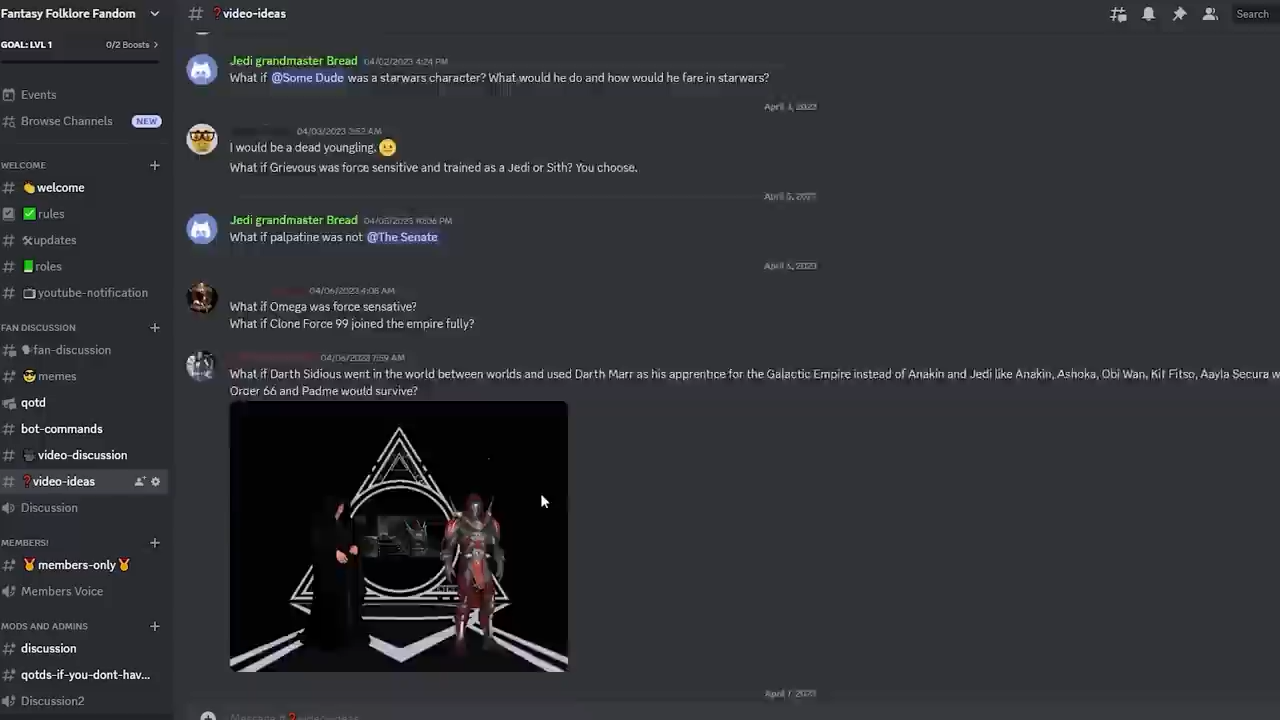 Fantasy Folklore Fandom
# ❓video-ideas
Search
GOAL: LVL 1
0/2 Boosts >
Events
Browse Channels
NEW
WELCOME
👏welcome
✅rules
🛠updates
📗roles
📺youtube-notification
FAN DISCUSSION
🗣fan-discussion
😎memes
qotd
bot-commands
🎥video-discussion
❓video-ideas
Discussion
MEMBERS!
🏅members-only🏅
Members Voice
MODS AND ADMINS
discussion
qotds-if-you-dont-hav...
Discussion2
Jedi grandmaster Bread 04/02/2023 4:24 PM
What if @Some Dude was a starwars character? What would he do and how would he fare in starwars?
April 3, 2023
04/03/2023 3:53 AM
I would be a dead youngling. 😐
What if Grievous was force sensitive and trained as a Jedi or Sith? You choose.
April 5, 2023
Jedi grandmaster Bread 04/05/2023 10:36 PM
What if palpatine was not @The Senate
April 6, 2023
04/06/2023 4:08 AM
What if Omega was force sensative?
What if Clone Force 99 joined the empire fully?
04/06/2023 7:59 AM
What if Darth Sidious went in the world between worlds and used Darth Marr as his apprentice for the Galactic Empire instead of Anakin and Jedi like Anakin, Ashoka, Obi Wan, Kit Fitso, Aayla Secura w
Order 66 and Padme would survive?
April 7, 2023
Message #